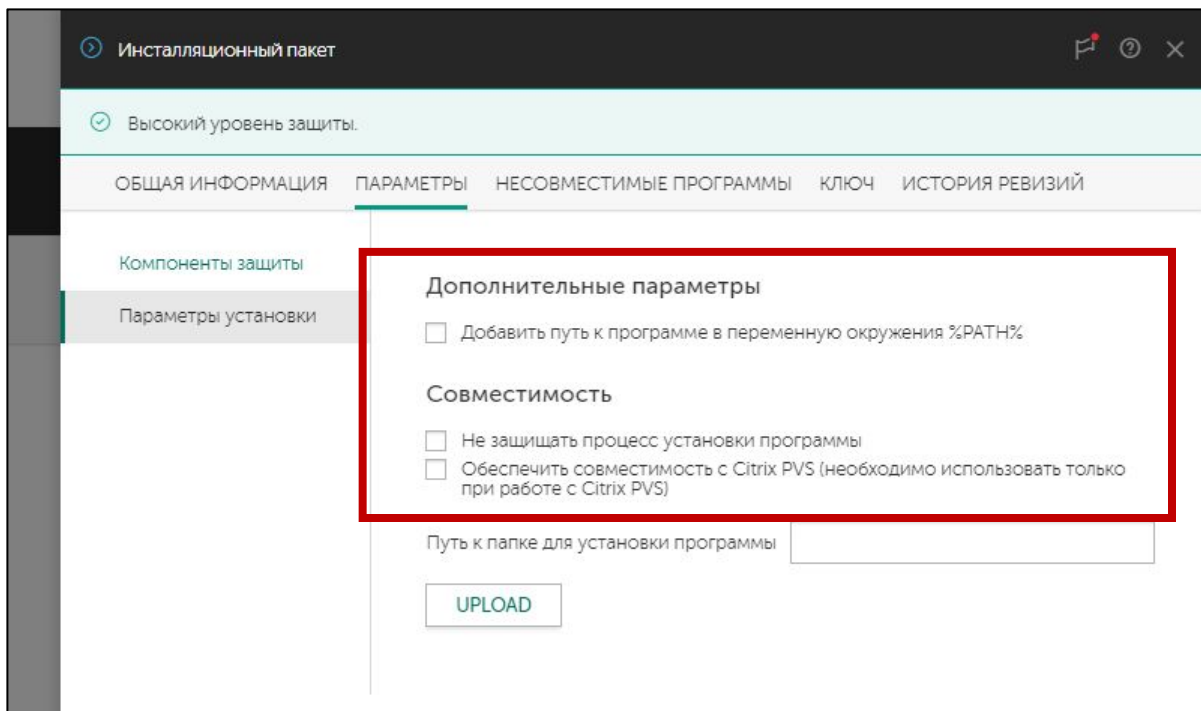 Инсталляционный пакет
Высокий уровень защиты.
ОБЩАЯ ИНФОРМАЦИЯ ПАРАМЕТРЫ НЕСОВМЕСТИМЫЕ ПРОГРАММЫ КЛЮЧ ИСТОРИЯ РЕВИЗИЙ
Компоненты защиты
Параметры установки
Дополнительные параметры
Добавить путь к программе в переменную окружения %PATH%
Совместимость
Не защищать процесс установки программы
Обеспечить совместимость с Citrix PVS (необходимо использовать только
при работе с Citrix PVS)
Путь к папке для установки программы
UPLOAD